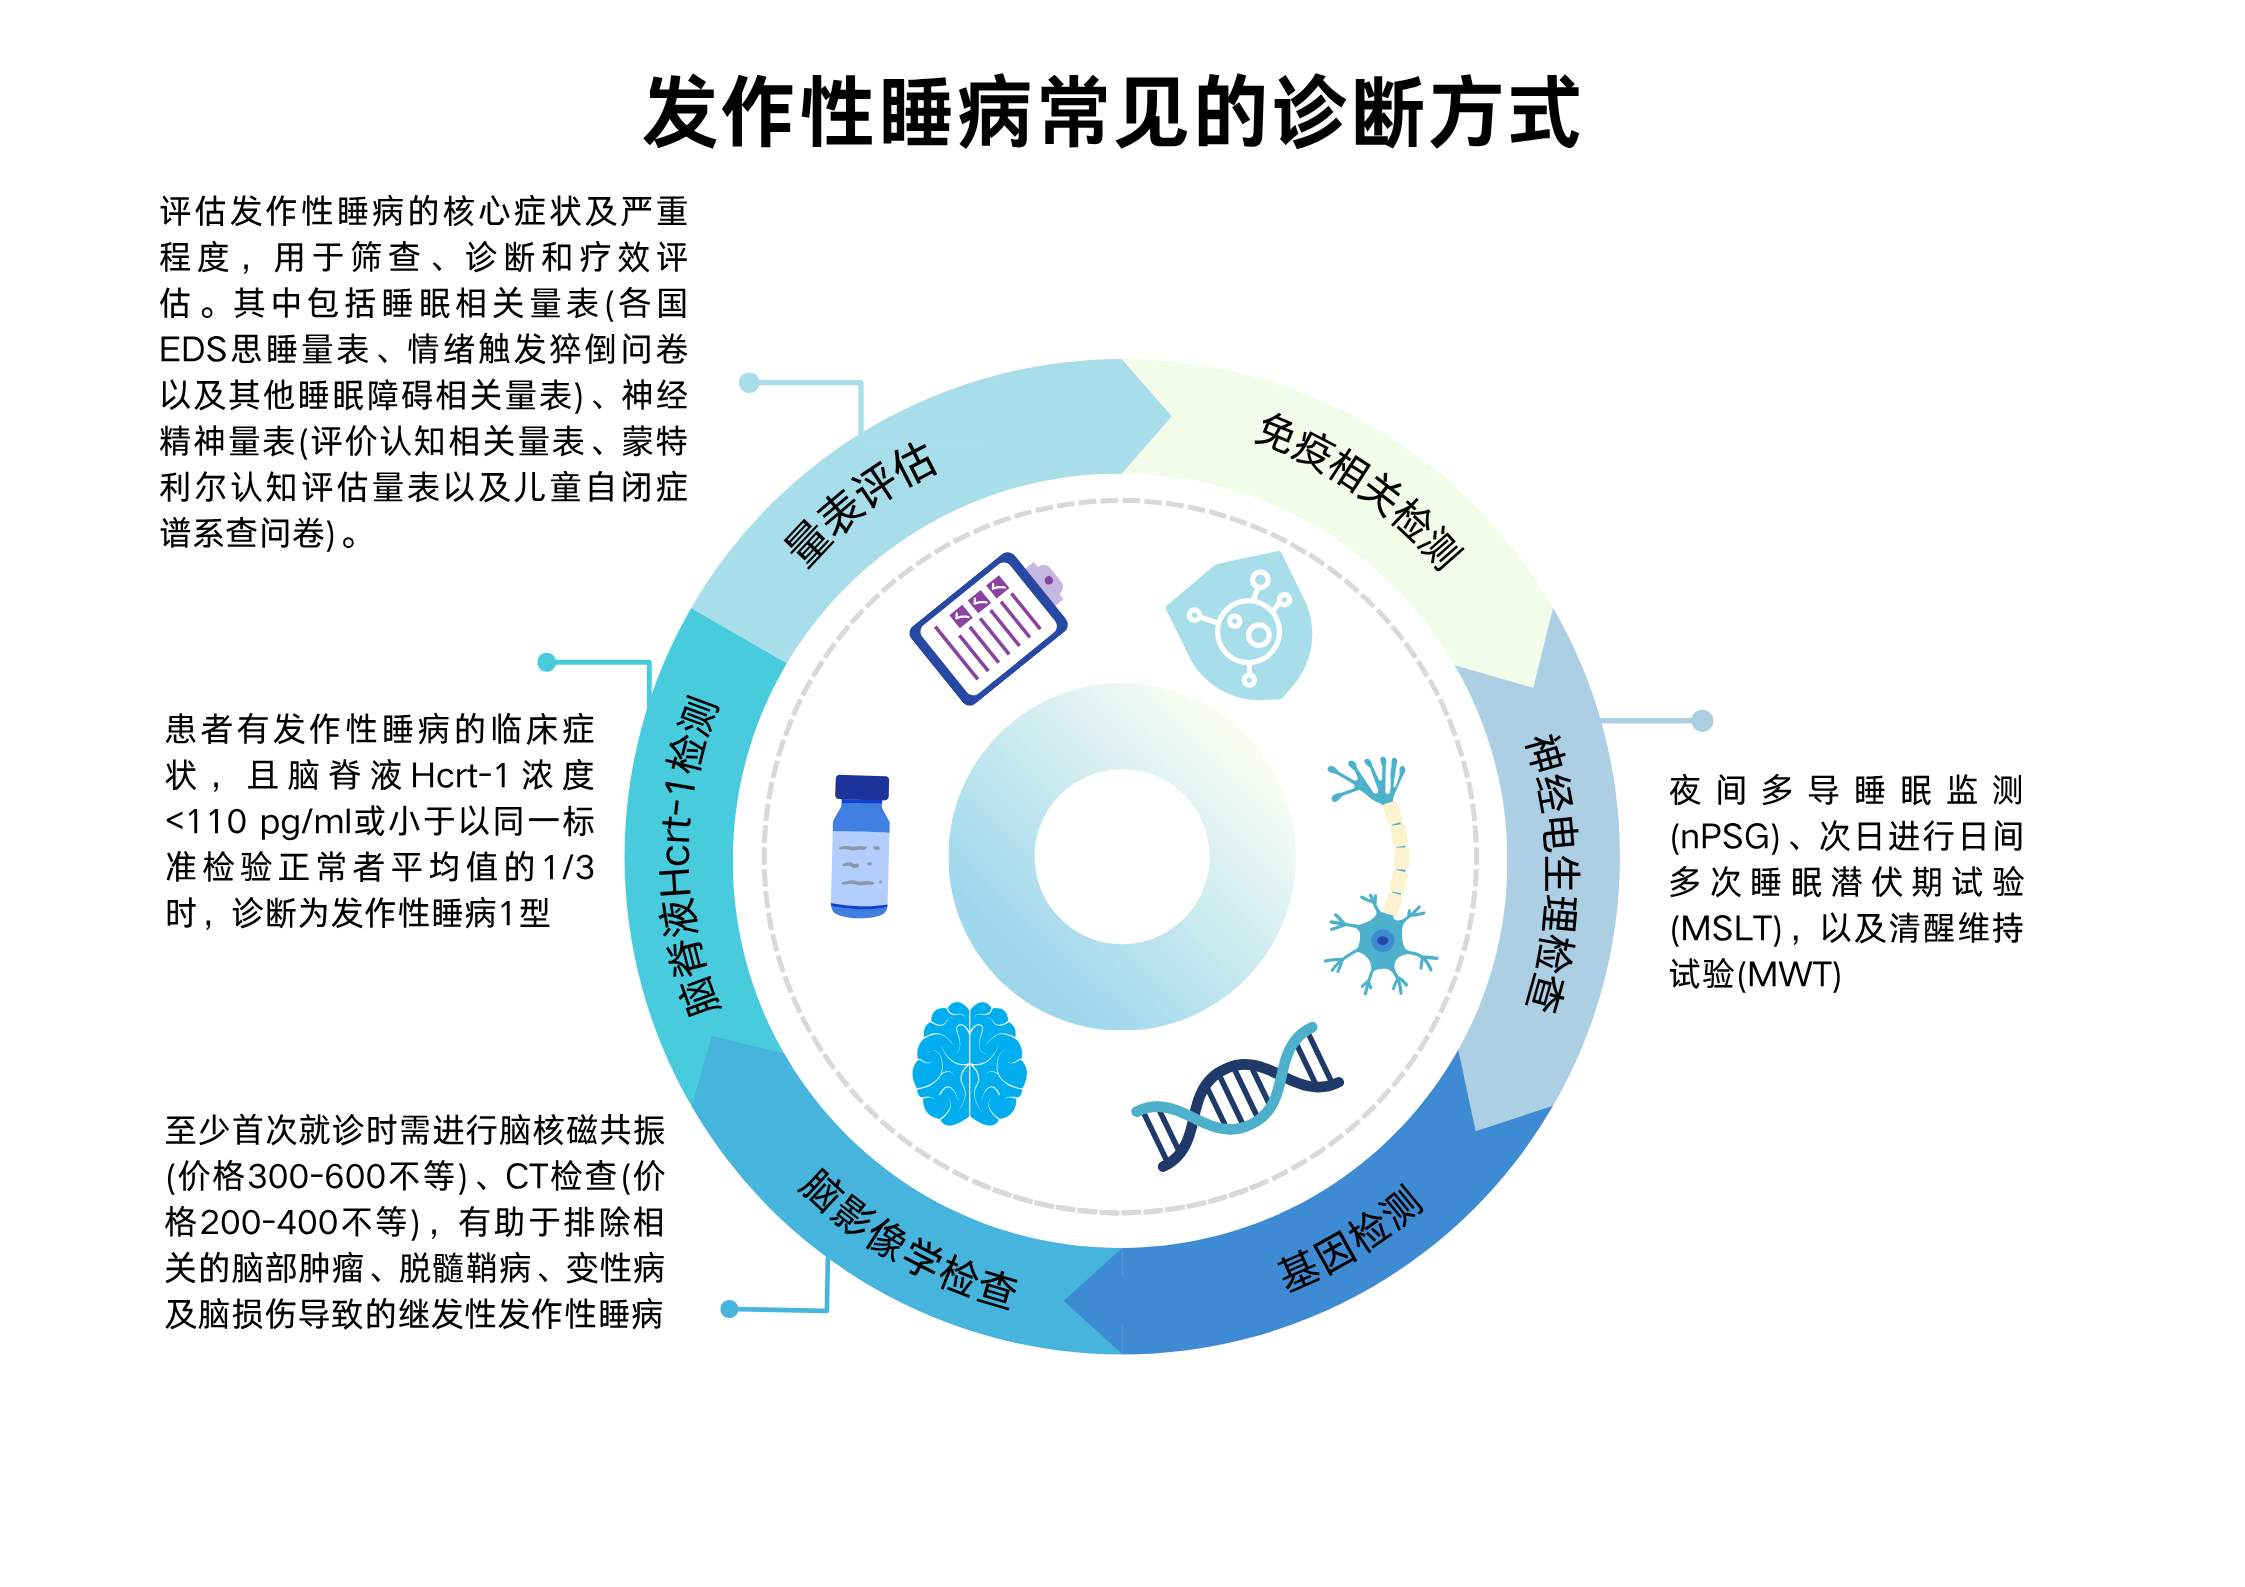 发作性睡病常见的诊断方式
评估发作性睡病的核心症状及严重
程度，用于筛查、诊断和疗效评
估。其中包括睡眠相关量表(各国
EDS思睡量表、情绪触发猝倒问卷
以及其他睡眠障碍相关量表)、神经
精神量表(评价认知相关量表、蒙特
利尔认知评估量表以及儿童自闭症
谱系查问卷)。
量表评估
免疫相关检测
脑脊液Hcrt-1检测
患者有发作性睡病的临床症
状，且脑脊液Hcrt-1浓度
<110 pg/ml或小于以同一标
准检验正常者平均值的1/3
时，诊断为发作性睡病1型
神经电生理检查
夜间多导睡眠监测
(nPSG)、次日进行日间
多次睡眠潜伏期试验
(MSLT)，以及清醒维持
试验(MWT)
至少首次就诊时需进行脑核磁共振
(价格300-600不等)、CT检查(价
格200-400不等)，有助于排除相
关的脑部肿瘤、脱髓鞘病、变性病
及脑损伤导致的继发性发作性睡病
脑影像学检查
基因检测